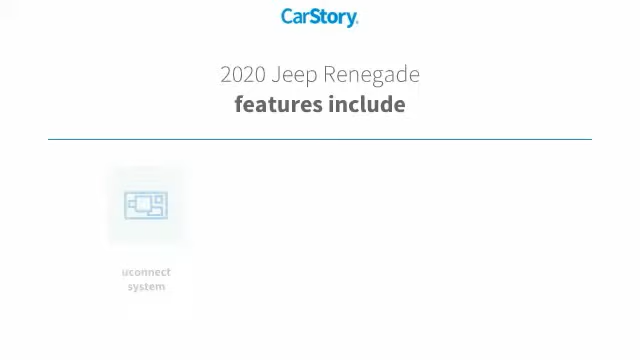 CarStory.
2020 Jeep Renegade
features include
uconnect
system